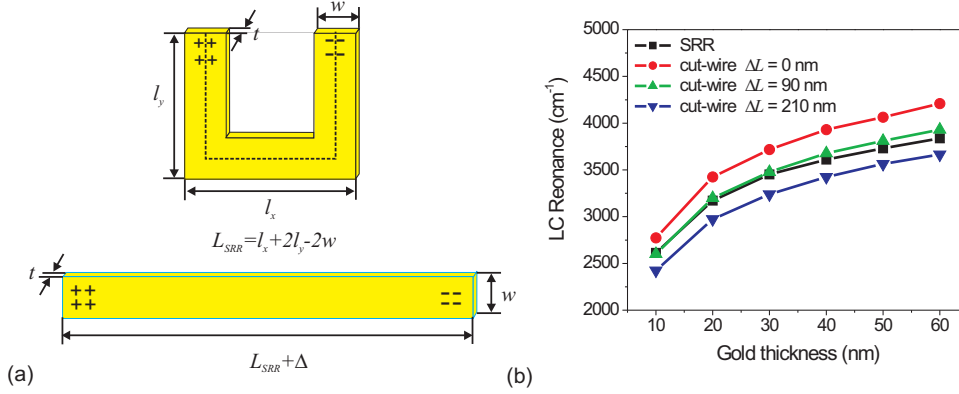 w
t
++
++
--
--
l_y
l_x
L_SRR=l_x+2l_y-2w
t
++
++
--
--
w
L_SRR+Δ
(a)
5000
4500
4000
3500
3000
2500
2000
LC Reonance (cm⁻¹)
SRR
cut-wire ΔL = 0 nm
cut-wire ΔL = 90 nm
cut-wire ΔL = 210 nm
10 20 30 40 50 60
Gold thickness (nm)
(b)